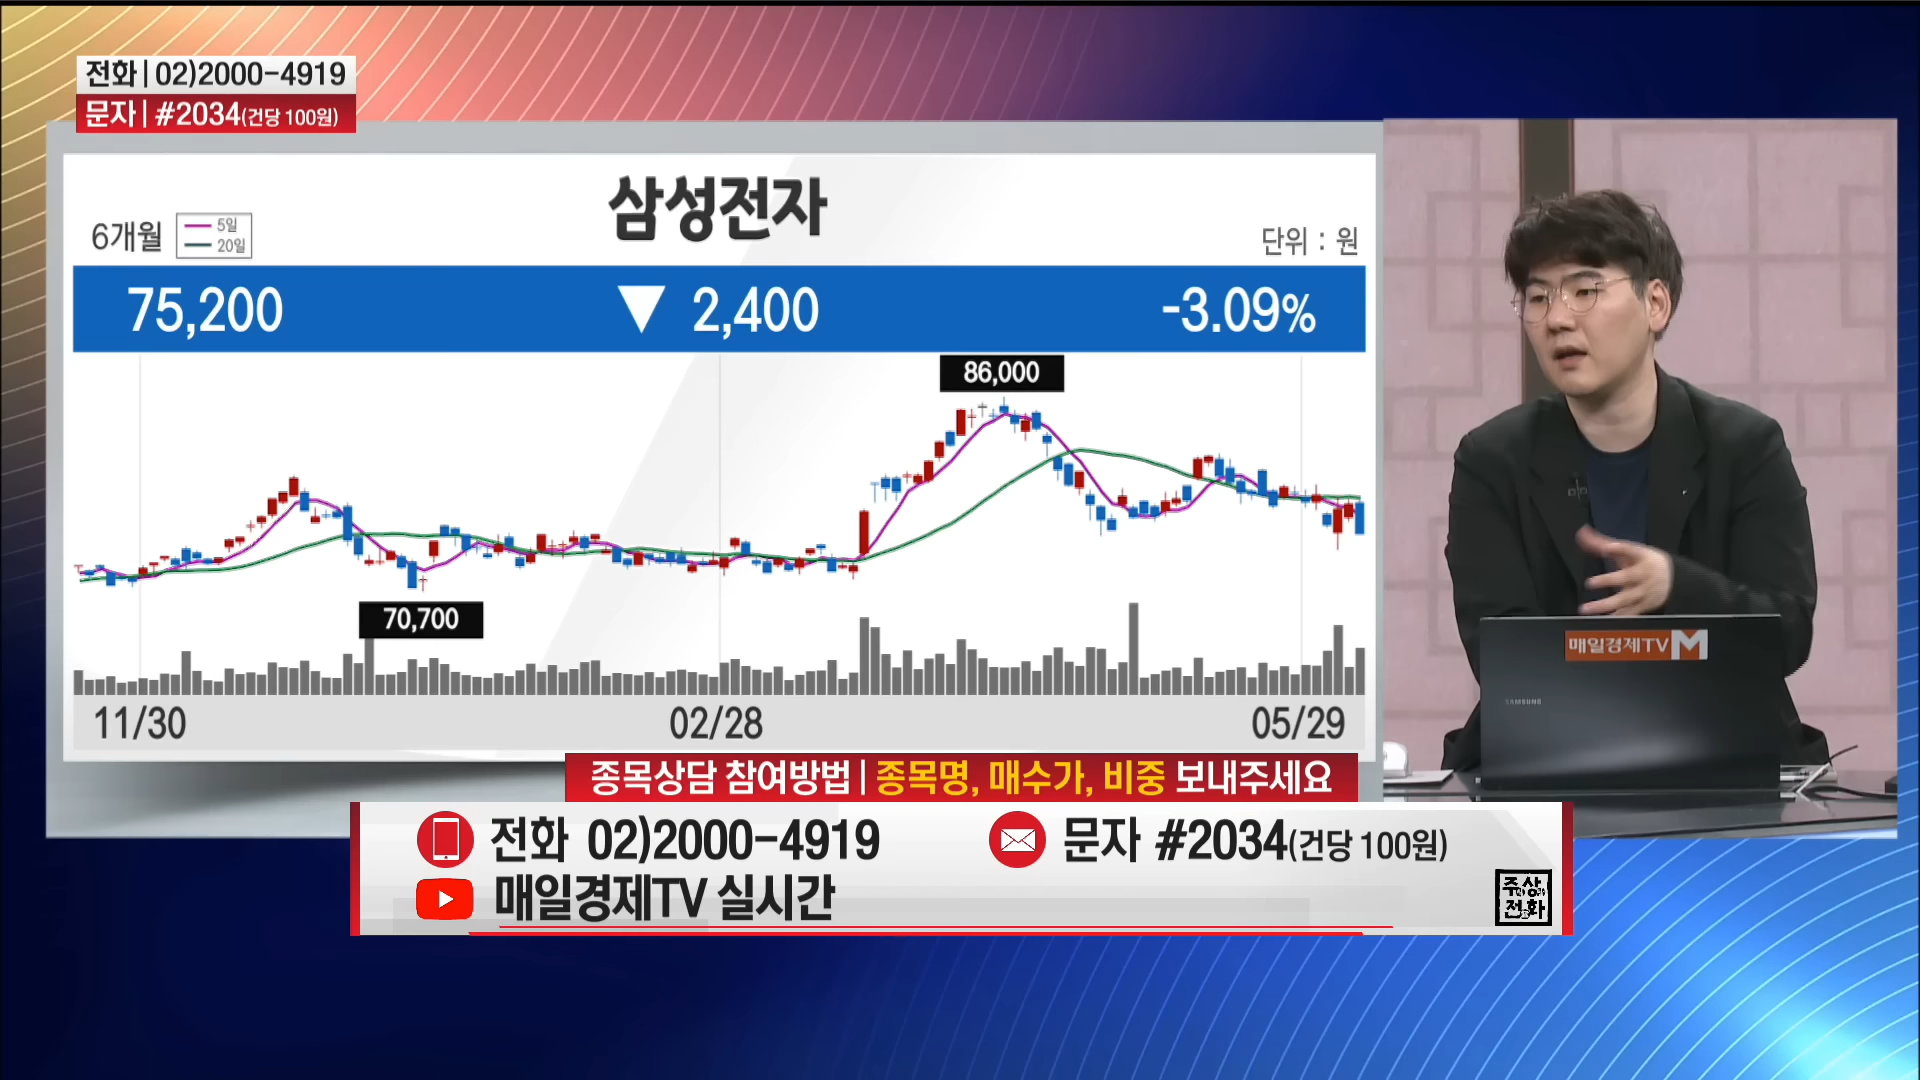 전화 | 02)2000-4919
문자 | #2034(건당 100원)
삼성전자
6개월
5일
20일
단위 : 원
75,200 ▼ 2,400 -3.09%
86,000
70,700
11/30 02/28 05/29
매일경제TV M
SAMSUNG
종목상담 참여방법 | 종목명, 매수가, 비중 보내주세요
전화 02)2000-4919
문자 #2034(건당 100원)
매일경제TV 실시간
주상
전화